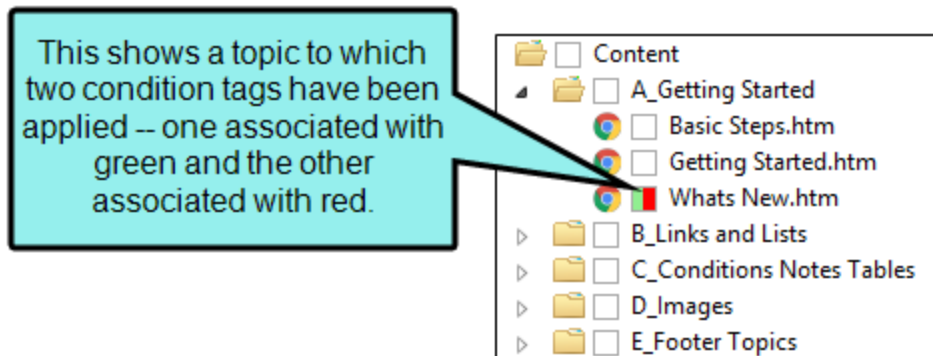 This shows a topic to which
two condition tags have been
applied -- one associated with
green and the other
associated with red.
Content
A_Getting Started
Basic Steps.htm
Getting Started.htm
Whats New.htm
B_Links and Lists
C_Conditions Notes Tables
D_Images
E_Footer Topics